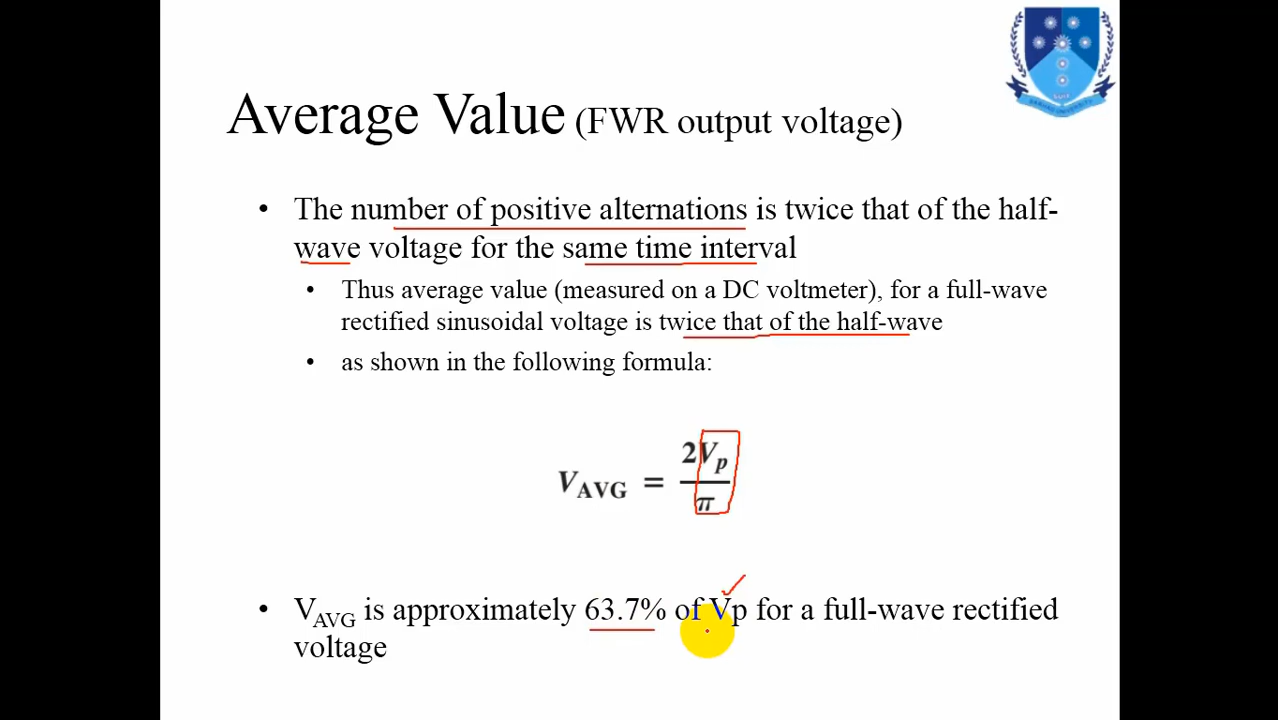 Average Value (FWR output voltage)
• The number of positive alternations is twice that of the half-
wave voltage for the same time interval
• Thus average value (measured on a DC voltmeter), for a full-wave
rectified sinusoidal voltage is twice that of the half-wave
• as shown in the following formula:
V_AVG = 2V_p / π
• V_AVG is approximately 63.7% of Vp for a full-wave rectified
voltage